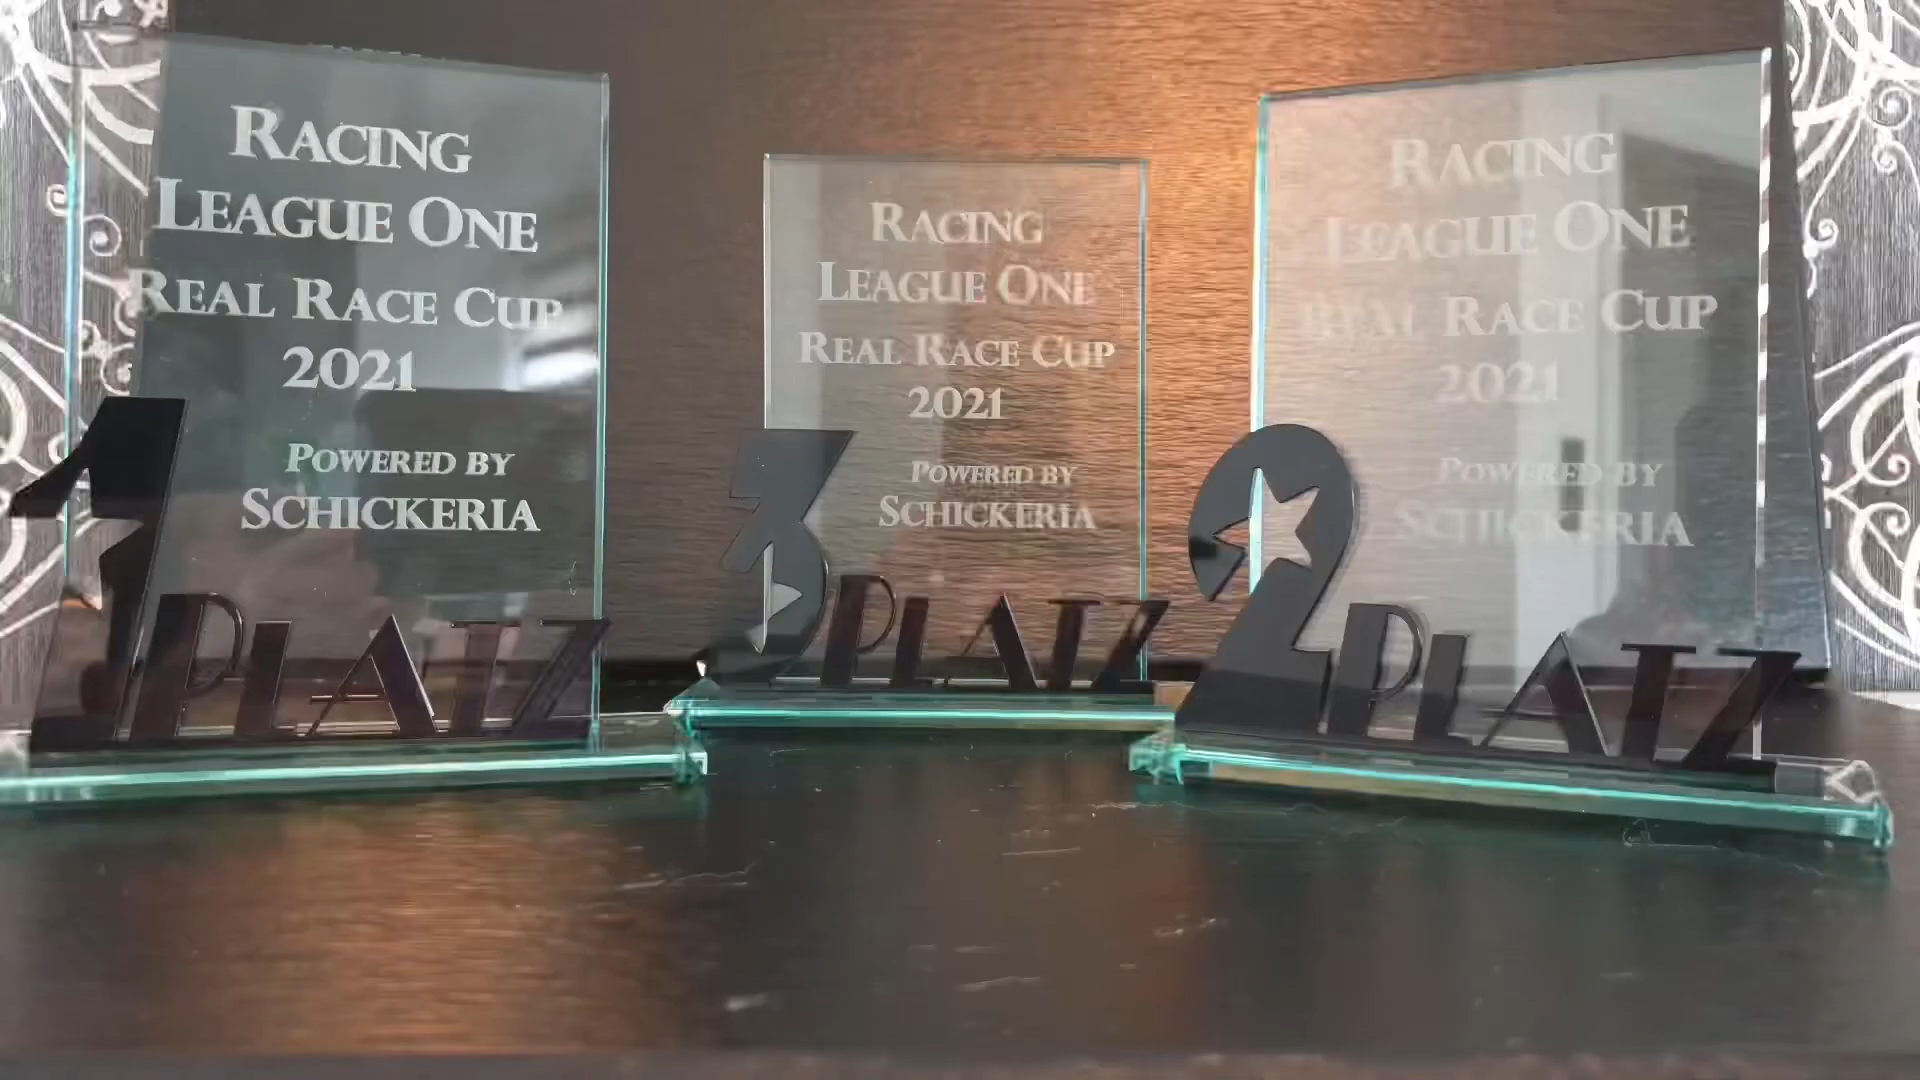 Racing
League One
Real Race Cup
2021
Powered by
Schickeria
1 Platz
Racing
League One
Real Race Cup
2021
Powered by
Schickeria
3 Platz
Racing
League One
Real Race Cup
2021
Powered by
Schickeria
2 Platz